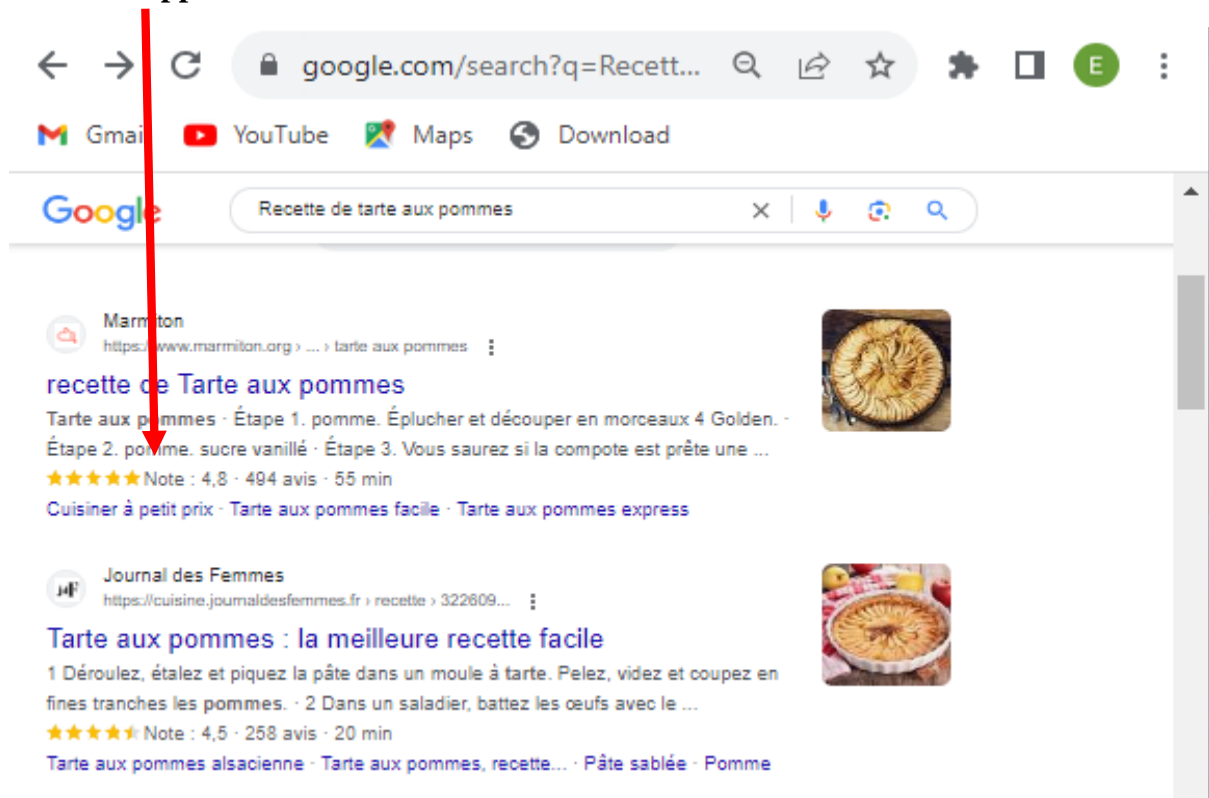 google.com/search?q=Recett...
E
Gmai YouTube Maps Download
Google Recette de tarte aux pommes
Marmiton
https://www.marmiton.org › ... › tarte aux pommes
recette de Tarte aux pommes
Tarte aux pommes · Étape 1. pomme. Éplucher et découper en morceaux 4 Golden. ·
Étape 2. pomme. sucre vanillé · Étape 3. Vous saurez si la compote est prête une ...
Note : 4,8 · 494 avis · 55 min
Cuisiner à petit prix · Tarte aux pommes facile · Tarte aux pommes express
Journal des Femmes
https://cuisine.journaldesfemmes.fr › recette › 322609...
Tarte aux pommes : la meilleure recette facile
1 Déroulez, étalez et piquez la pâte dans un moule à tarte. Pelez, videz et coupez en
fines tranches les pommes. · 2 Dans un saladier, battez les œufs avec le ...
Note : 4,5 · 258 avis · 20 min
Tarte aux pommes alsacienne · Tarte aux pommes, recette... · Pâte sablée · Pomme